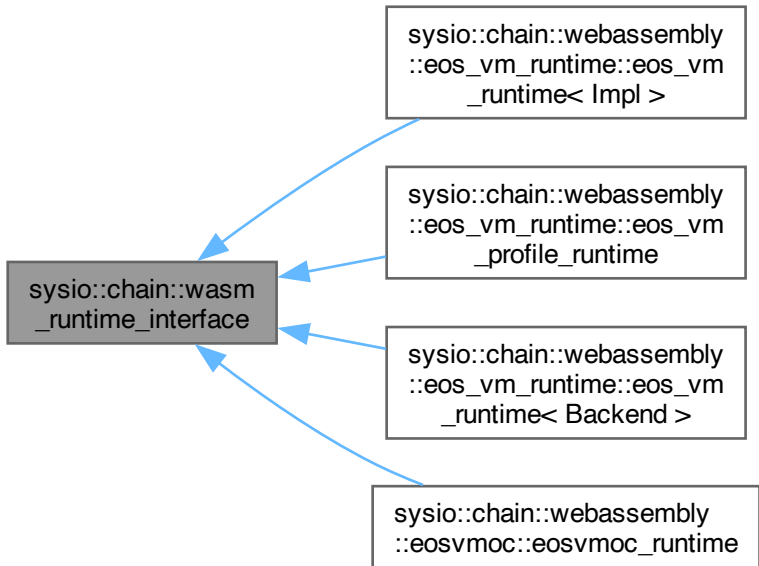 sysio::chain::webassembly
::eos_vm_runtime::eos_vm
_runtime< Impl >
sysio::chain::webassembly
::eos_vm_runtime::eos_vm
_profile_runtime
sysio::chain::wasm
_runtime_interface
sysio::chain::webassembly
::eos_vm_runtime::eos_vm
_runtime< Backend >
sysio::chain::webassembly
::eosvmoc::eosvmoc_runtime